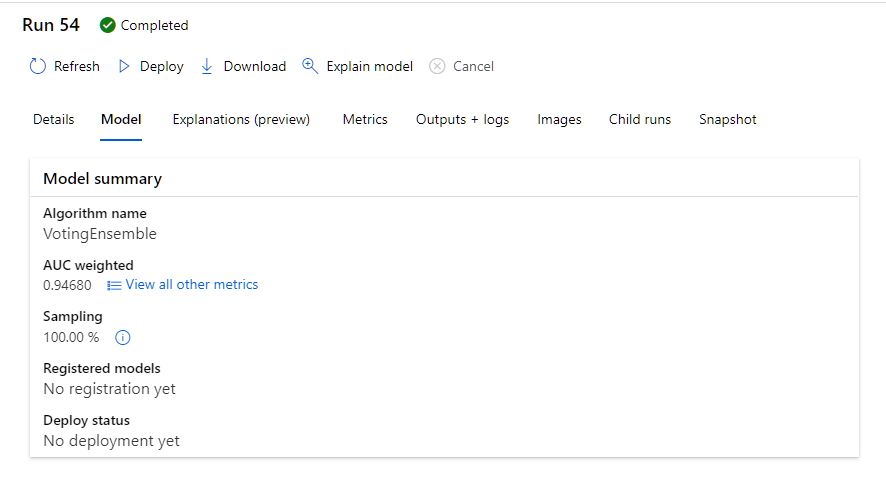 Run 54 Completed
Refresh Deploy Download Explain model Cancel
Details Model Explanations (preview) Metrics Outputs + logs Images Child runs Snapshot
Model summary
Algorithm name
VotingEnsemble
AUC weighted
0.94680 View all other metrics
Sampling
100.00 %
Registered models
No registration yet
Deploy status
No deployment yet